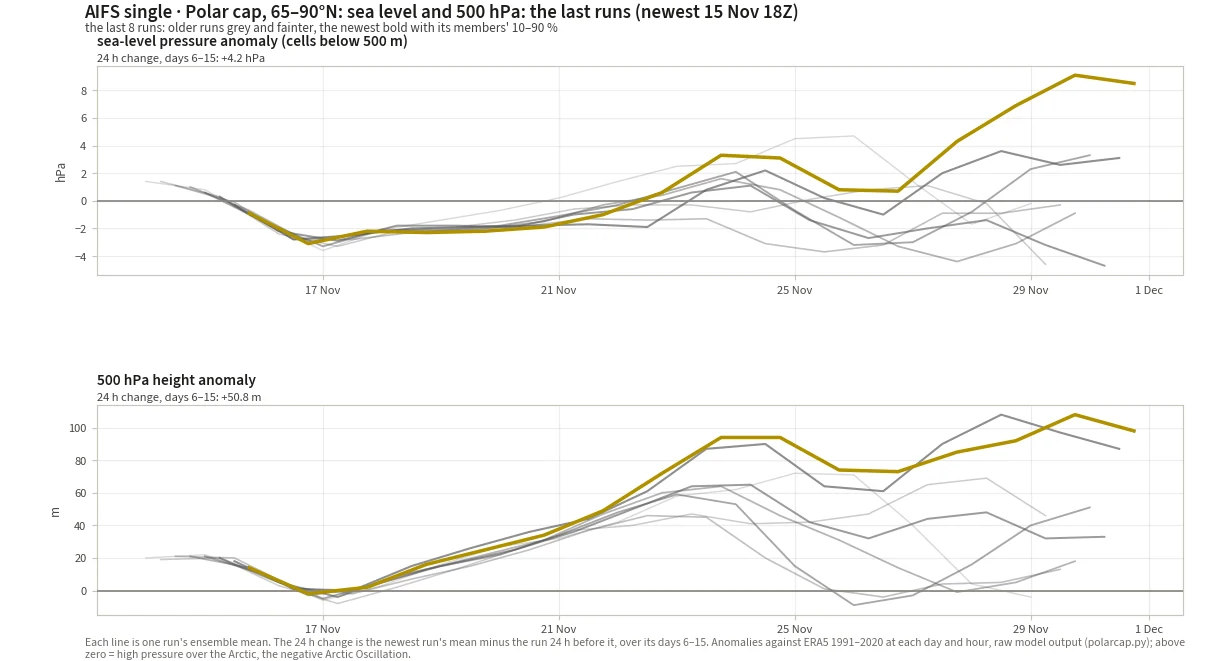 AIFS single · Polar cap, 65–90°N: sea level and 500 hPa: the last runs (newest 15 Nov 18Z)
the last 8 runs: older runs grey and fainter, the newest bold with its members' 10–90 %
sea-level pressure anomaly (cells below 500 m)
24 h change, days 6–15: +4.2 hPa
8
6
4
2
0
−2
−4
hPa
17 Nov
21 Nov
25 Nov
29 Nov
1 Dec
500 hPa height anomaly
24 h change, days 6–15: +50.8 m
100
80
60
40
20
0
m
17 Nov
21 Nov
25 Nov
29 Nov
1 Dec
Each line is one run's ensemble mean. The 24 h change is the newest run's mean minus the run 24 h before it, over its days 6–15. Anomalies against ERA5 1991–2020 at each day and hour, raw model output (polarcap.py); above
zero = high pressure over the Arctic, the negative Arctic Oscillation.